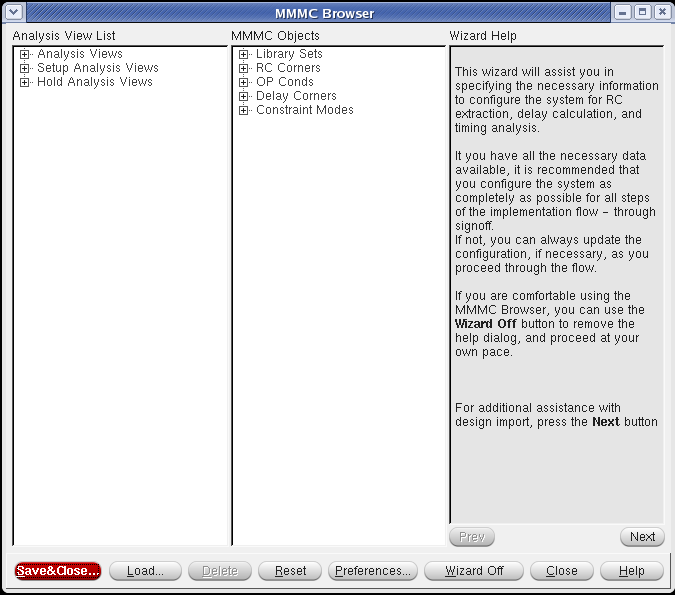 MMMC Browser
Analysis View List
Analysis Views
Setup Analysis Views
Hold Analysis Views
MMMC Objects
Library Sets
RC Corners
OP Conds
Delay Corners
Constraint Modes
Wizard Help
This wizard will assist you in
specifying the necessary information
to configure the system for RC
extraction, delay calculation, and
timing analysis.
It you have all the necessary data
available, it is recommended that
you configure the system as
completely as possible for all steps
of the implementation flow - through
signoff.
If not, you can always update the
configuration, if necessary, as you
proceed through the flow.
If you are comfortable using the
MMMC Browser, you can use the
Wizard Off button to remove the
help dialog, and proceed at your
own pace.
For additional assistance with
design import, press the Next button
Prev Next
Save&Close... Load... Delete Reset Preferences... Wizard Off Close Help